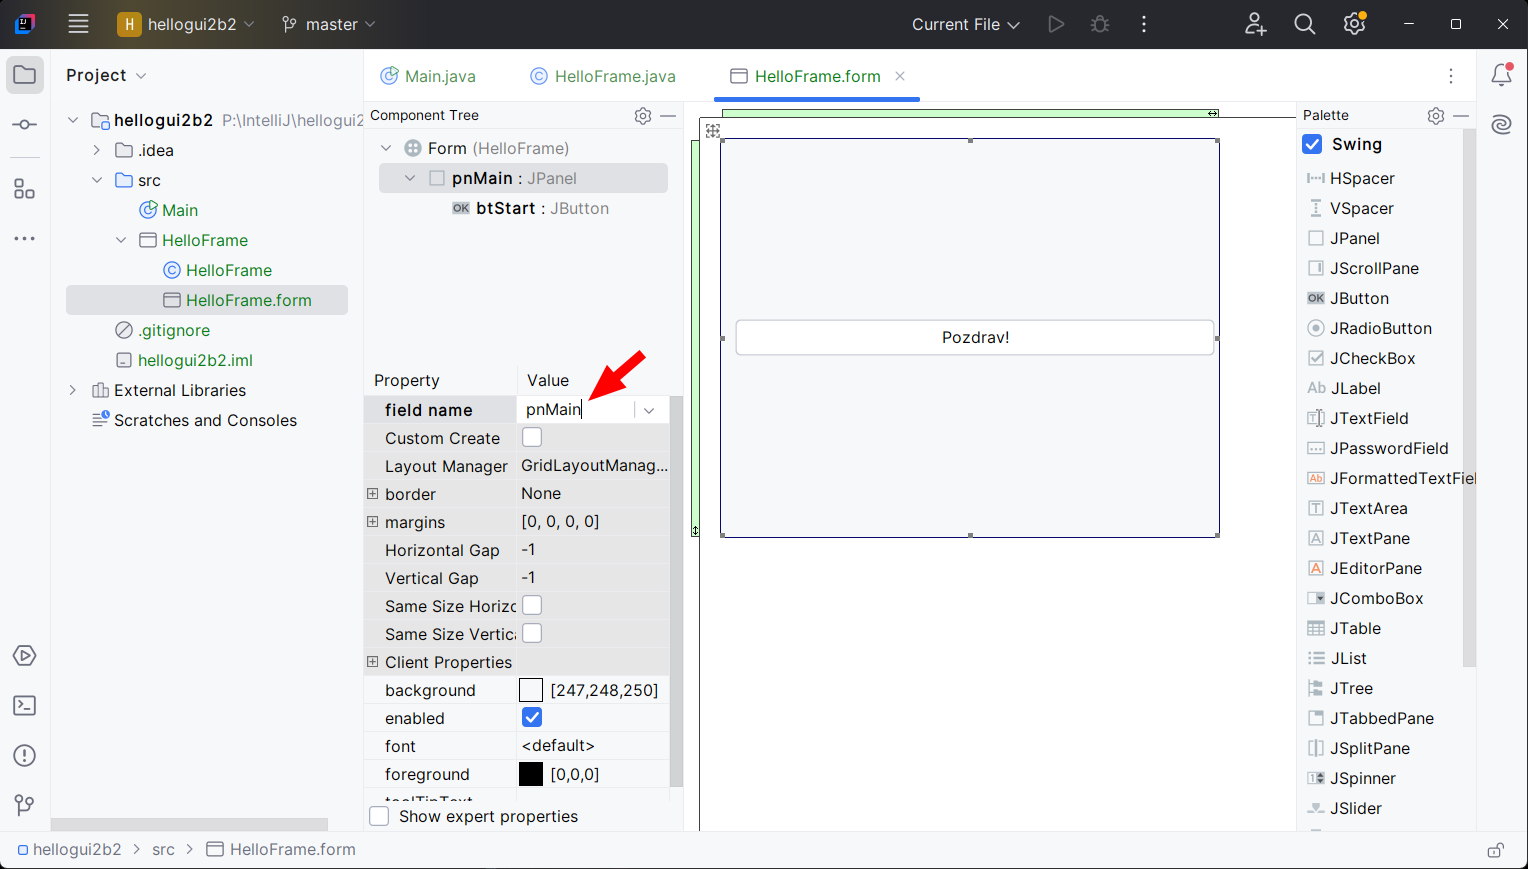 H hellogui2b2 master Current File
Project
hellogui2b2 P:\IntelliJ\hellogui2
.idea
src
Main
HelloFrame
HelloFrame
HelloFrame.form
.gitignore
hellogui2b2.iml
External Libraries
Scratches and Consoles
Main.java HelloFrame.java HelloFrame.form
Component Tree
Form (HelloFrame)
pnMain : JPanel
OK btStart : JButton
Property Value
field name pnMain
Custom Create
Layout Manager GridLayoutManag...
border None
margins [0, 0, 0, 0]
Horizontal Gap -1
Vertical Gap -1
Same Size Horizo
Same Size Vertica
Client Properties
background [247,248,250]
enabled
font <default>
foreground [0,0,0]
toolTipText
Show expert properties
Pozdrav!
Palette
Swing
HSpacer
VSpacer
JPanel
JScrollPane
OK JButton
JRadioButton
JCheckBox
Ab JLabel
JTextField
JPasswordField
Ab JFormattedTextFiel
JTextArea
JTextPane
JEditorPane
JComboBox
JTable
JList
JTree
JTabbedPane
JSplitPane
JSpinner
JSlider
hellogui2b2 > src > HelloFrame.form